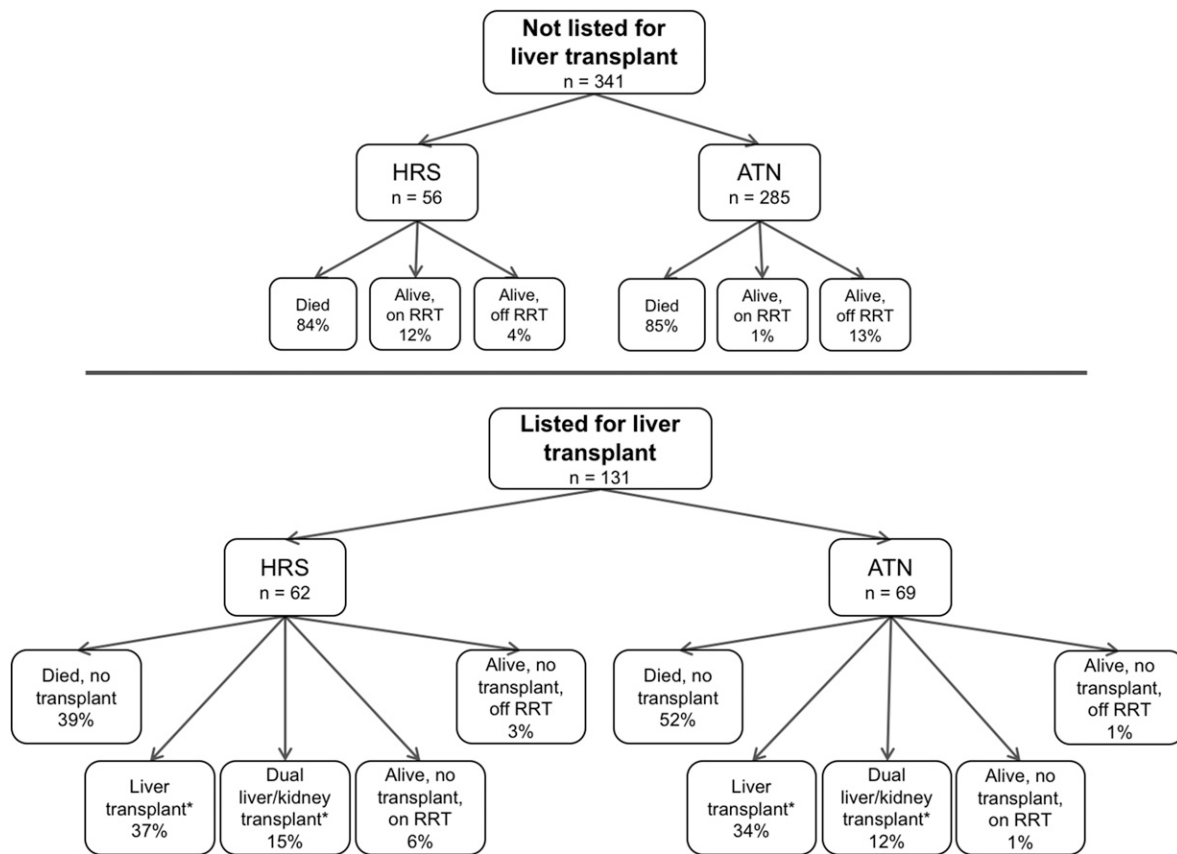 Not listed for
liver transplant
n = 341
HRS
n = 56
ATN
n = 285
Died
84%
Alive,
on RRT
12%
Alive,
off RRT
4%
Died
85%
Alive,
on RRT
1%
Alive,
off RRT
13%
Listed for liver
transplant
n = 131
HRS
n = 62
ATN
n = 69
Died, no
transplant
39%
Liver
transplant*
37%
Dual
liver/kidney
transplant*
15%
Alive, no
transplant,
on RRT
6%
Alive, no
transplant,
off RRT
3%
Died, no
transplant
52%
Liver
transplant*
34%
Dual
liver/kidney
transplant*
12%
Alive, no
transplant,
on RRT
1%
Alive, no
transplant,
off RRT
1%